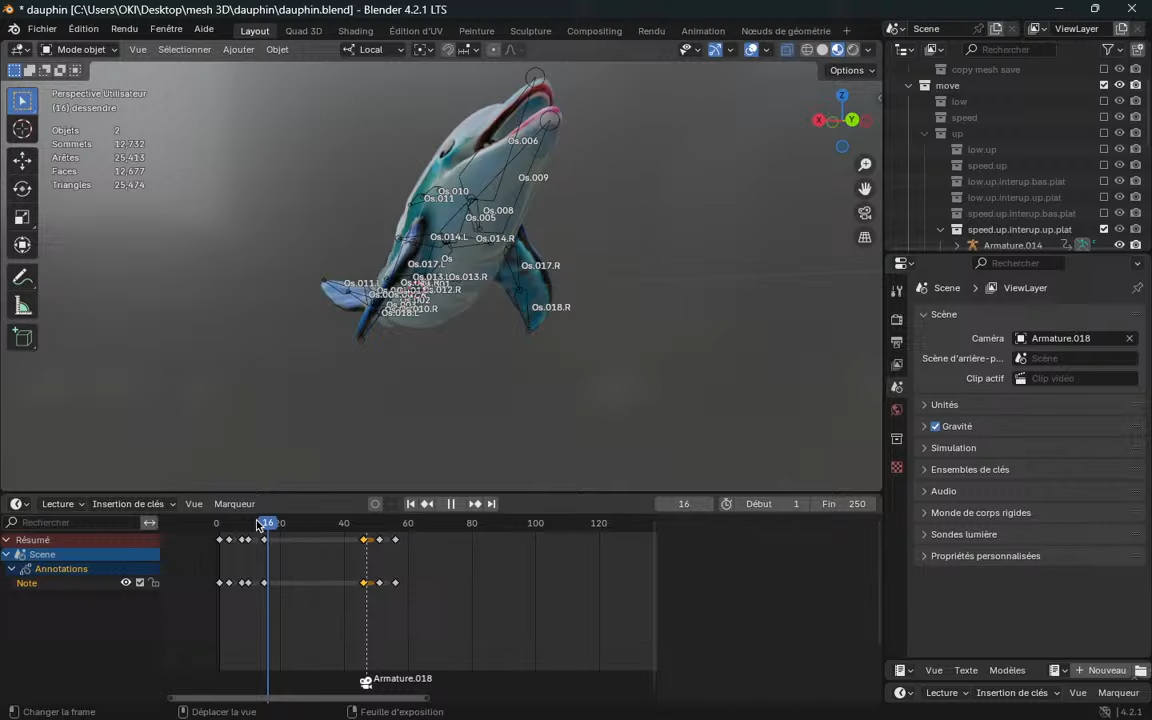 * dauphin [C:\Users\OKI\Desktop\mesh 3D\dauphin\dauphin.blend] - Blender 4.2.1 LTS
Fichier Édition Rendu Fenêtre Aide Layout Quad 3D Shading Édition d'UV Peinture Sculpture Compositing Rendu Nœuds de géométrie + Scene ViewLayer
Mode objet Vue Sélectionner Ajouter Objet Local Rechercher
Options
Perspective Utilisateur
(16) dessendre
Objets 2
Sommets 12,732
Arêtes 25,413
Faces 12,677
Triangles 25,474
Z
X
Y
Os.006
Os.009
Os.010
Os.011
Os.008
Os.005
Os.014.L
Os.014.R
Os
Os.017.L
Os.017.R
Os.013.R
Os.018.R
Os.018.L
copy mesh save
move
low
speed
up
low.up
speed.up
low.up.interup.bas.plat
low.up.interup.up.plat
speed.up.interup.bas.plat
speed.up.interup.up.plat
Armature.014
Rechercher
Scene > ViewLayer
Scène
Caméra Armature.018
Scène d'arrière-p... Scène
Clip actif Clip vidéo
Unités
Gravité
Simulation
Ensembles de clés
Audio
Monde de corps rigides
Sondes lumière
Propriétés personnalisées
Lecture Insertion de clés Vue Marqueur 16 Début 1 Fin 250
Rechercher 0 16 20 40 60 80 100 120
Résumé
Scene
Annotations
Note
Armature.018
Vue Texte Modèles + Nouveau
Lecture Insertion de clés Vue Marqueur
Changer la frame Déplacer la vue Feuille d'exposition 4.2.1